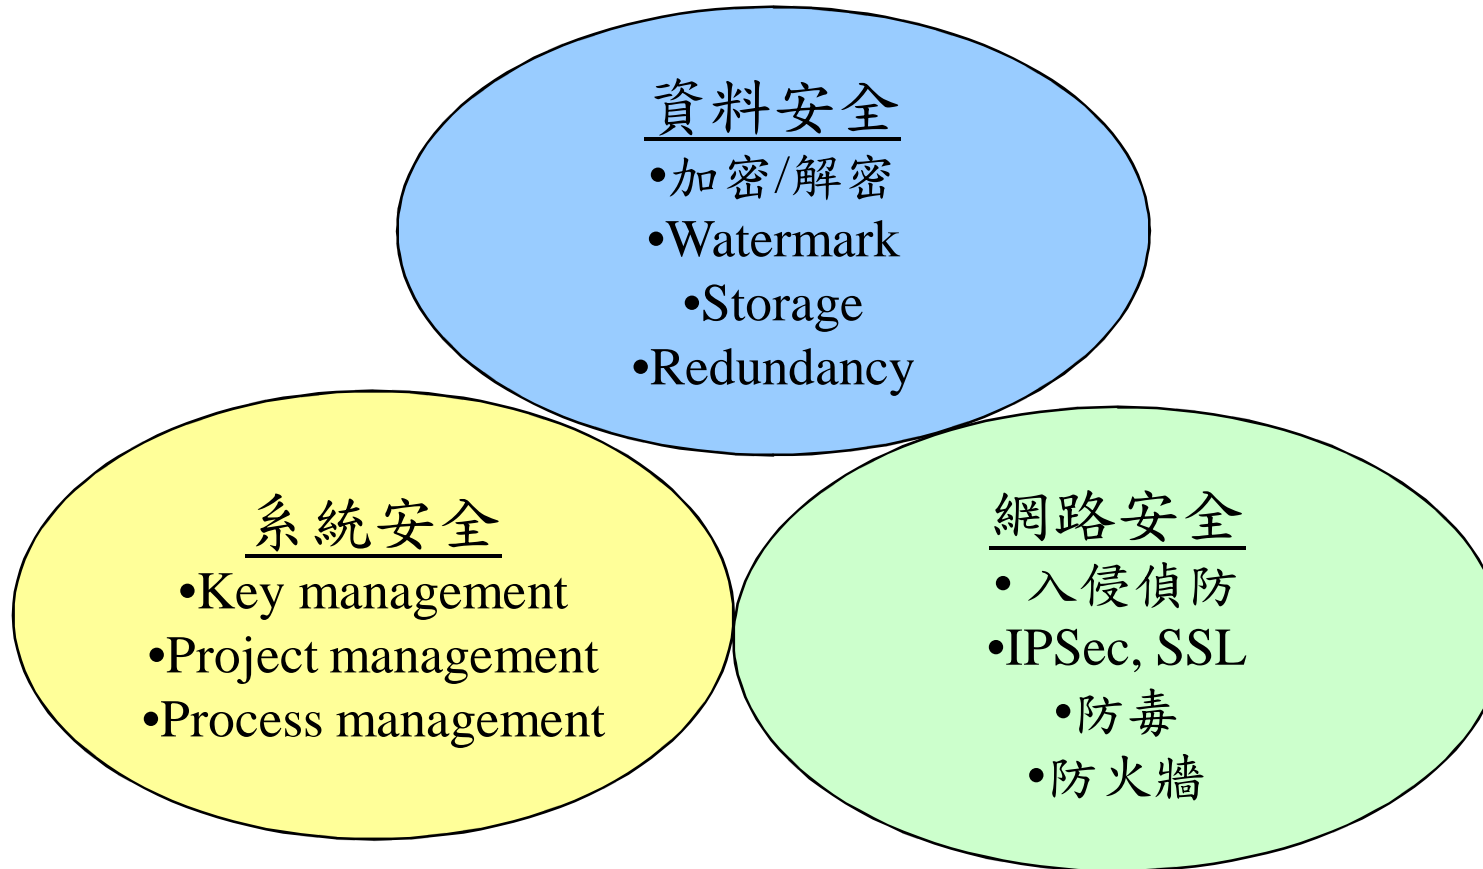 資料安全
•加密/解密
•Watermark
•Storage
•Redundancy
系統安全
•Key management
•Project management
•Process management
網路安全
• 入侵偵防
•IPSec, SSL
•防毒
•防火牆